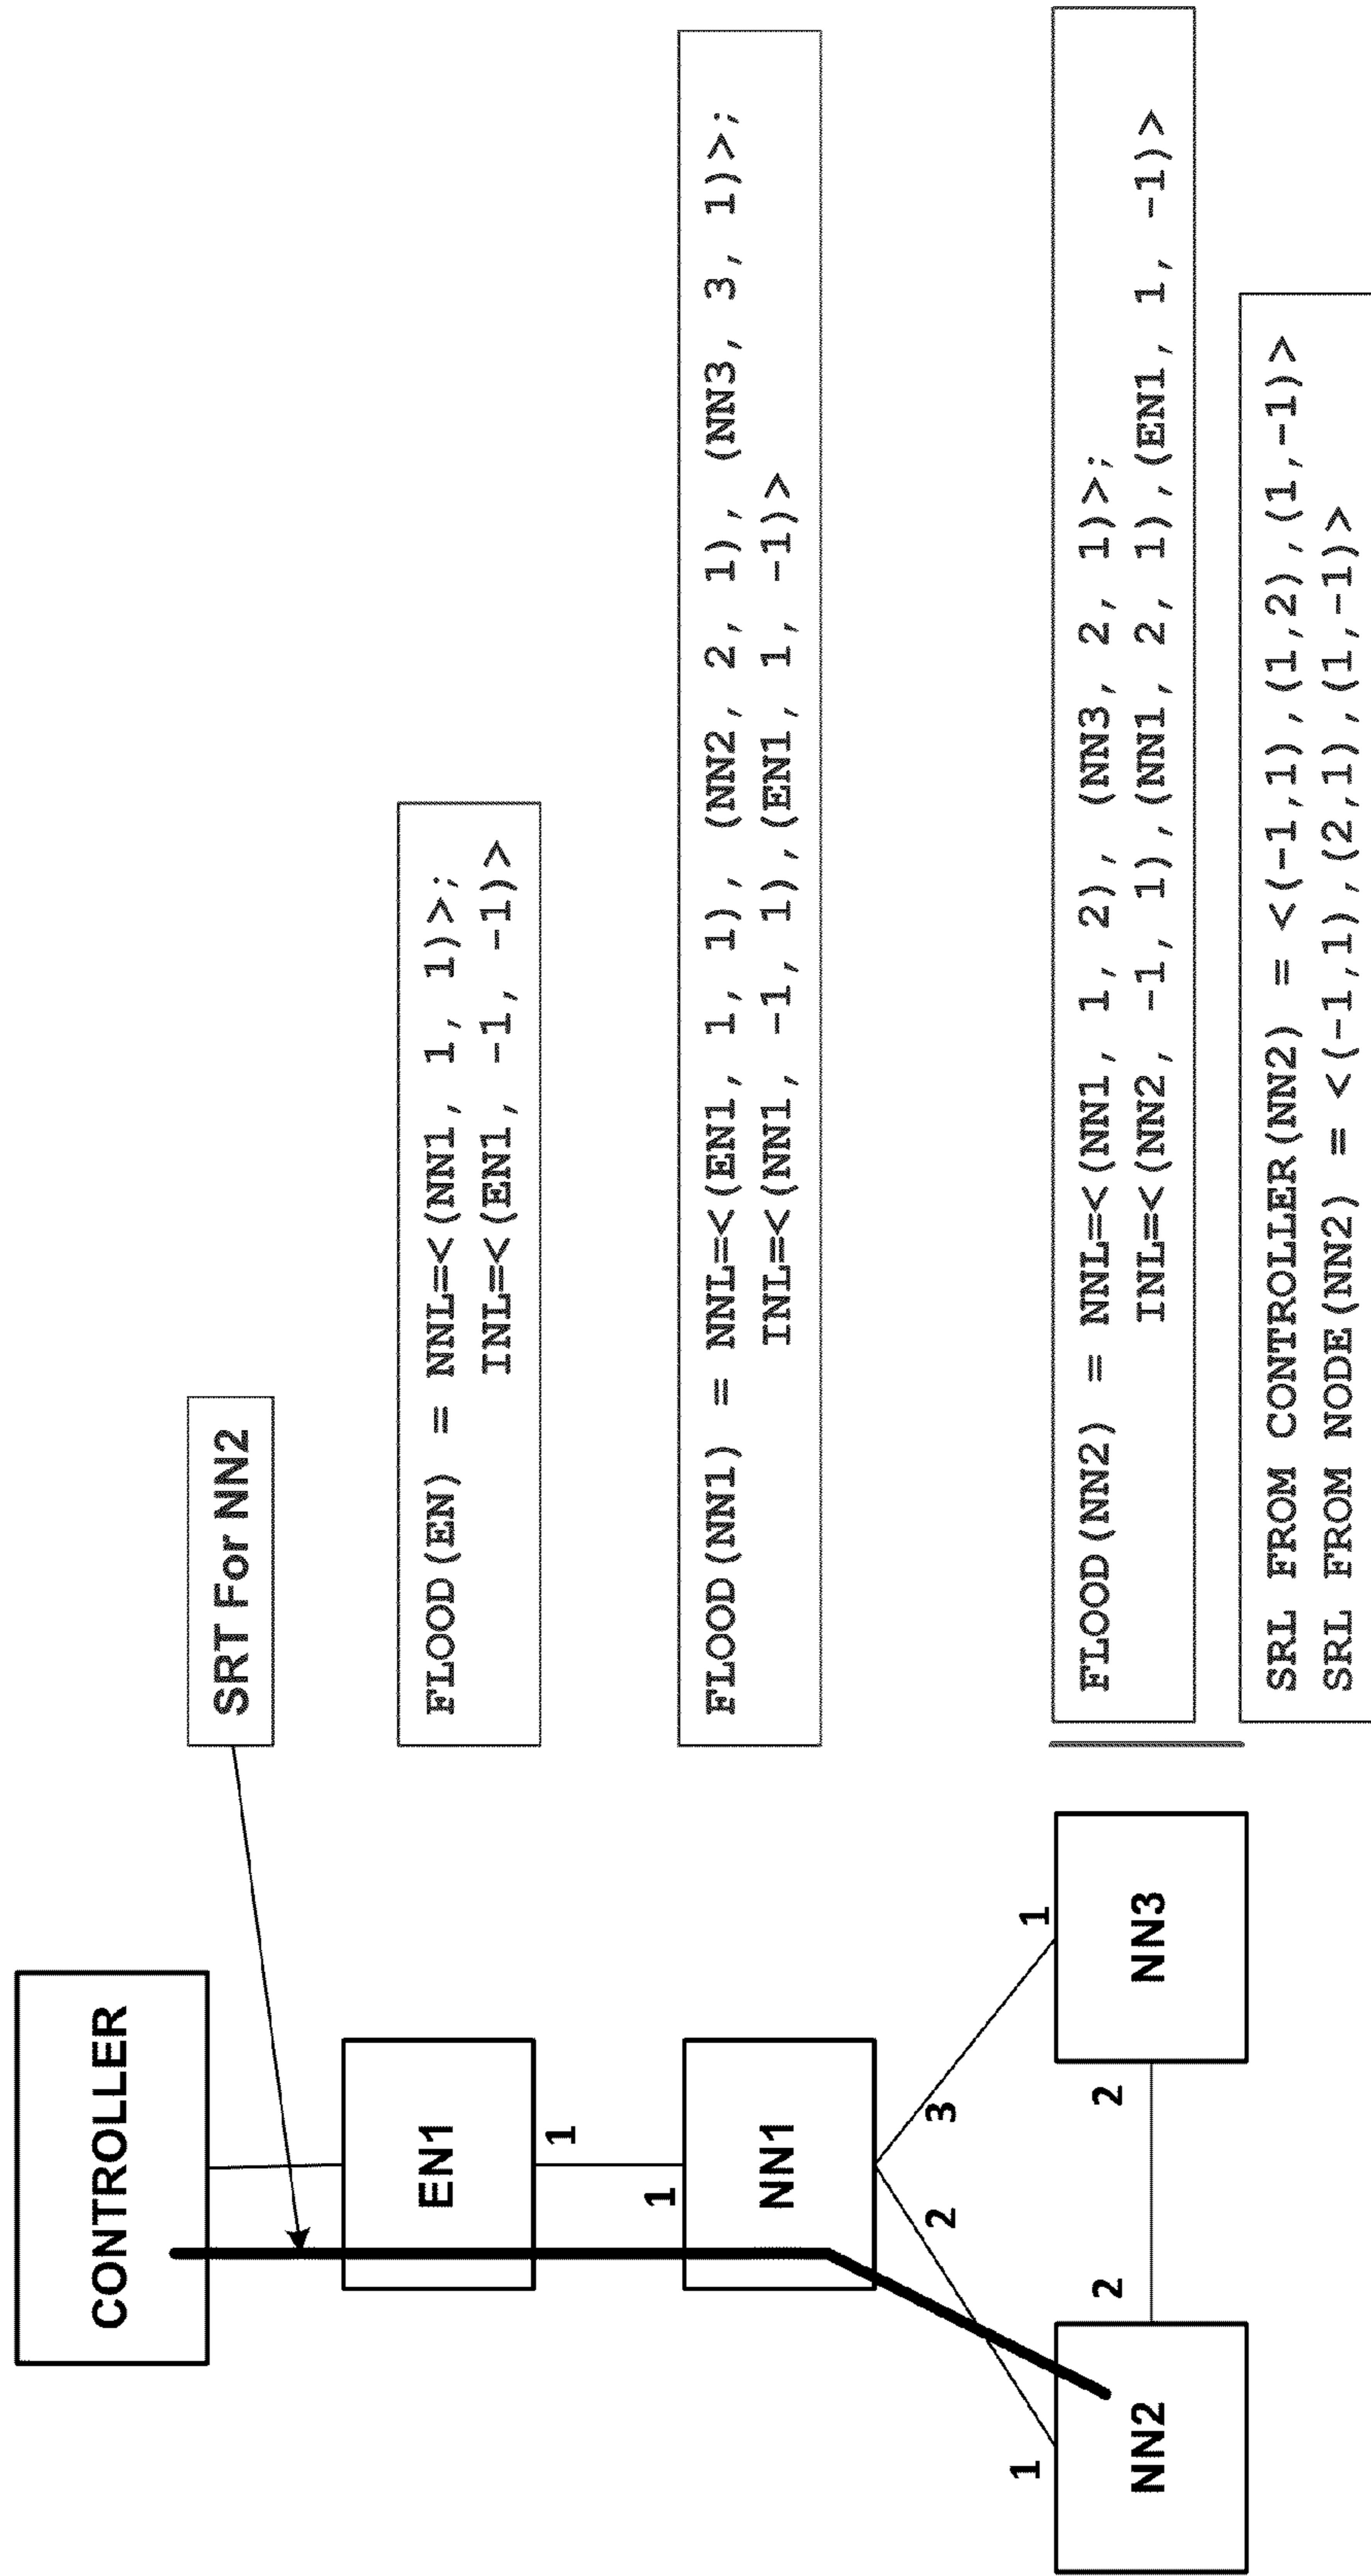 CONTROLLER
SRT For NN2
EN1
1
1
FLOOD(EN) = NNL=<(NN1, 1, 1)>;
INL=<(EN1, -1, -1)>
NN1
2
3
FLOOD(NN1) = NNL=<(EN1, 1, 1), (NN2, 2, 1), (NN3, 3, 1)>;
INL=<(NN1, -1, 1),(EN1, 1, -1)>
1
1
NN2
2
2
NN3
FLOOD(NN2) = NNL=<(NN1, 1, 2), (NN3, 2, 1)>;
INL=<(NN2, -1, 1),(NN1, 2, 1),(EN1, 1, -1)>
SRL FROM CONTROLLER(NN2) = <(-1,1),(1,2),(1,-1)>
SRL FROM NODE(NN2) = <(-1,1),(2,1),(1,-1)>